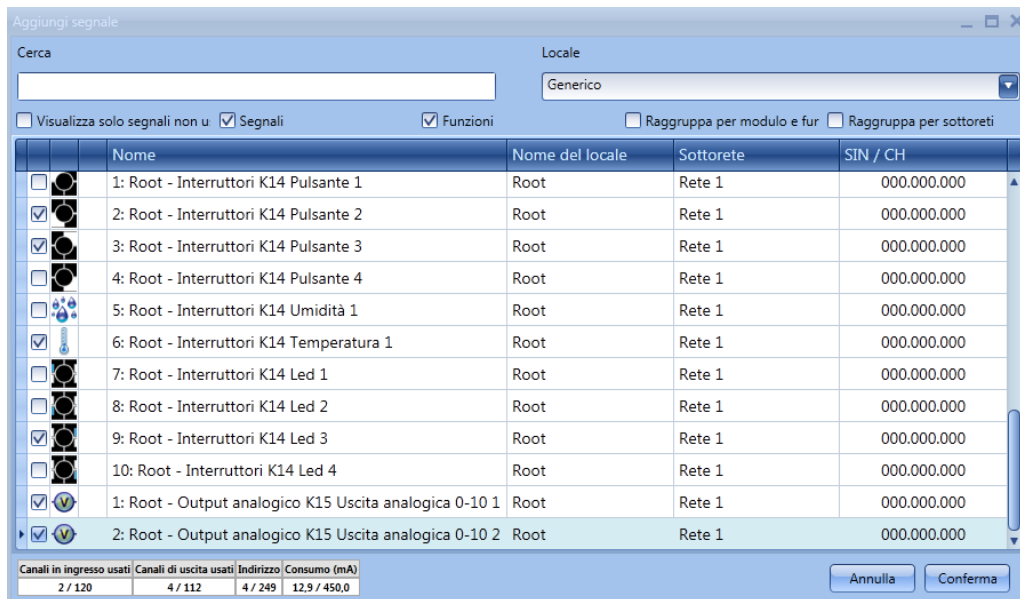 Aggiungi segnale
Cerca
Locale
Generico
Visualizza solo segnali non u
Segnali
Funzioni
Raggruppa per modulo e fur
Raggruppa per sottoreti
Nome Nome del locale Sottorete SIN / CH
1: Root - Interruttori K14 Pulsante 1 Root Rete 1 000.000.000
2: Root - Interruttori K14 Pulsante 2 Root Rete 1 000.000.000
3: Root - Interruttori K14 Pulsante 3 Root Rete 1 000.000.000
4: Root - Interruttori K14 Pulsante 4 Root Rete 1 000.000.000
5: Root - Interruttori K14 Umidità 1 Root Rete 1 000.000.000
6: Root - Interruttori K14 Temperatura 1 Root Rete 1 000.000.000
7: Root - Interruttori K14 Led 1 Root Rete 1 000.000.000
8: Root - Interruttori K14 Led 2 Root Rete 1 000.000.000
9: Root - Interruttori K14 Led 3 Root Rete 1 000.000.000
10: Root - Interruttori K14 Led 4 Root Rete 1 000.000.000
V 1: Root - Output analogico K15 Uscita analogica 0-10 1 Root Rete 1 000.000.000
V 2: Root - Output analogico K15 Uscita analogica 0-10 2 Root Rete 1 000.000.000
Canali in ingresso usati Canali di uscita usati Indirizzo Consumo (mA)
2 / 120 4 / 112 4 / 249 12,9 / 450,0
Annulla Conferma